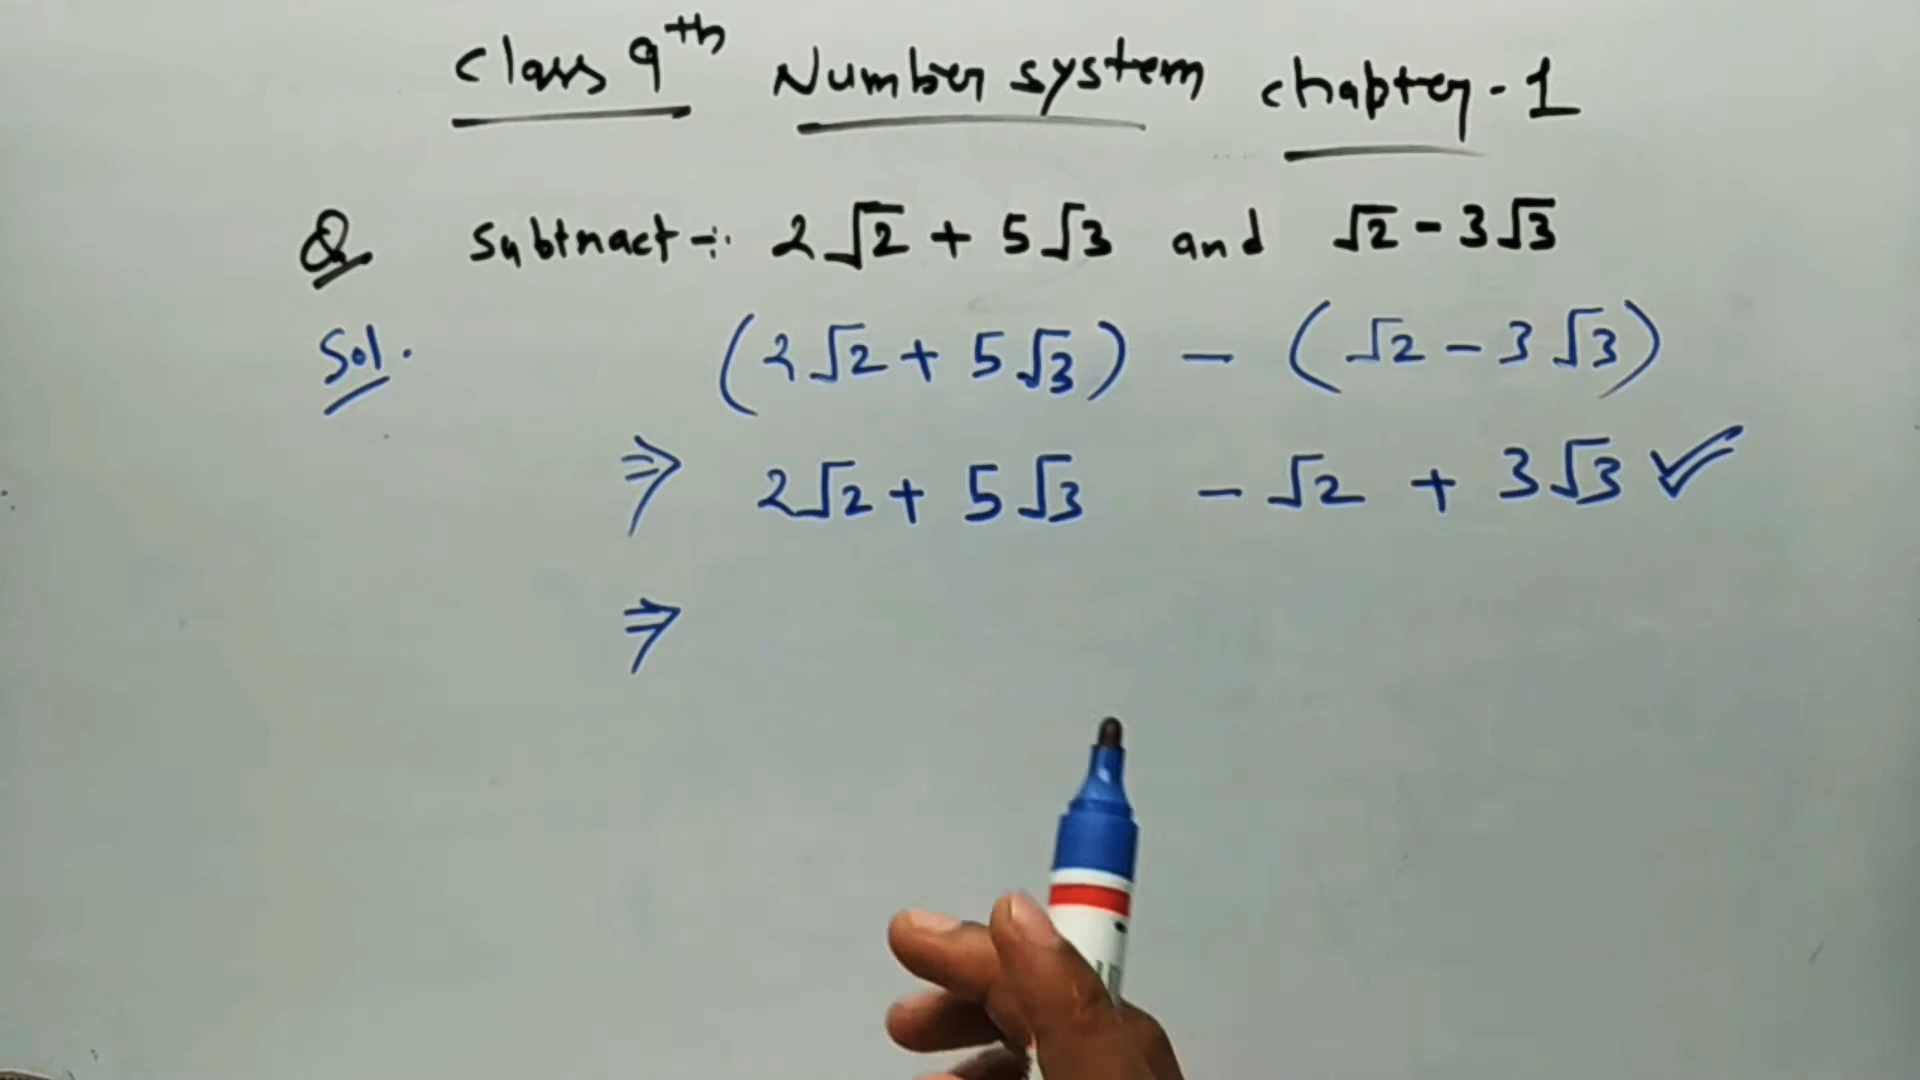 Class 9th Number system chapter-1
Q Subtract -: 2√2 + 5√3 and √2 - 3√3
Sol. (2√2 + 5√3) - (√2 - 3√3)
⇒ 2√2 + 5√3 - √2 + 3√3 ✓
⇒